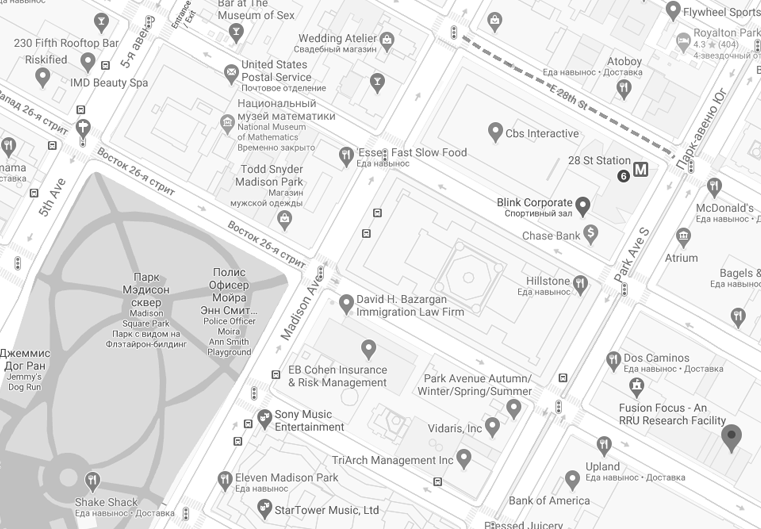 Bar at The
Museum of Sex
Entrance
/ Exit
Flywheel Sports
230 Fifth Rooftop Bar
5-я авеню
Wedding Atelier
Свадебный магазин
Royalton Park
4.3 ★ (404)
4-звездочный от
Riskified
IMD Beauty Spa
United States
Postal Service
Почтовое отделение
Atoboy
Еда навынос • Доставка
E 28th St
Запад 26-я стрит
Национальный
музей математики
National Museum
of Mathematics
Временно закрыто
Cbs Interactive
Парк-авеню Юг
Essen Fast Slow Food
Еда навынос
28 St Station
6 M
Восток 26-я стрит
Todd Snyder
Madison Park
Магазин
мужской одежды
5th Ave
Blink Corporate
Спортивный зал
McDonald's
Еда навынос • Д
Chase Bank
Восток 26-я стрит
Park Ave S
Atrium
Парк
Мэдисон
сквер
Madison
Square Park
Парк с видом на
Флэтайрон-билдинг
Полис
Офисер
Мойра
Энн Смит...
Police Officer
Moira
Ann Smith
Playground
Madison Ave
Hillstone
Еда навынос
Bagels &
Еда навынос
David H. Bazargan
Immigration Law Firm
Джеммис
Дог Ран
Jemmy's
Dog Run
Dos Caminos
Еда навынос • Доставка
EB Cohen Insurance
& Risk Management
Park Avenue Autumn/
Winter/Spring/Summer
Fusion Focus - An
RRU Research Facility
Sony Music
Entertainment
Vidaris, Inc
TriArch Management Inc
Upland
Еда навынос • Доставка
Eleven Madison Park
Еда навынос
Shake Shack
Еда навынос • Доставка
StarTower Music, Ltd
Bank of America
Blessed Juicery